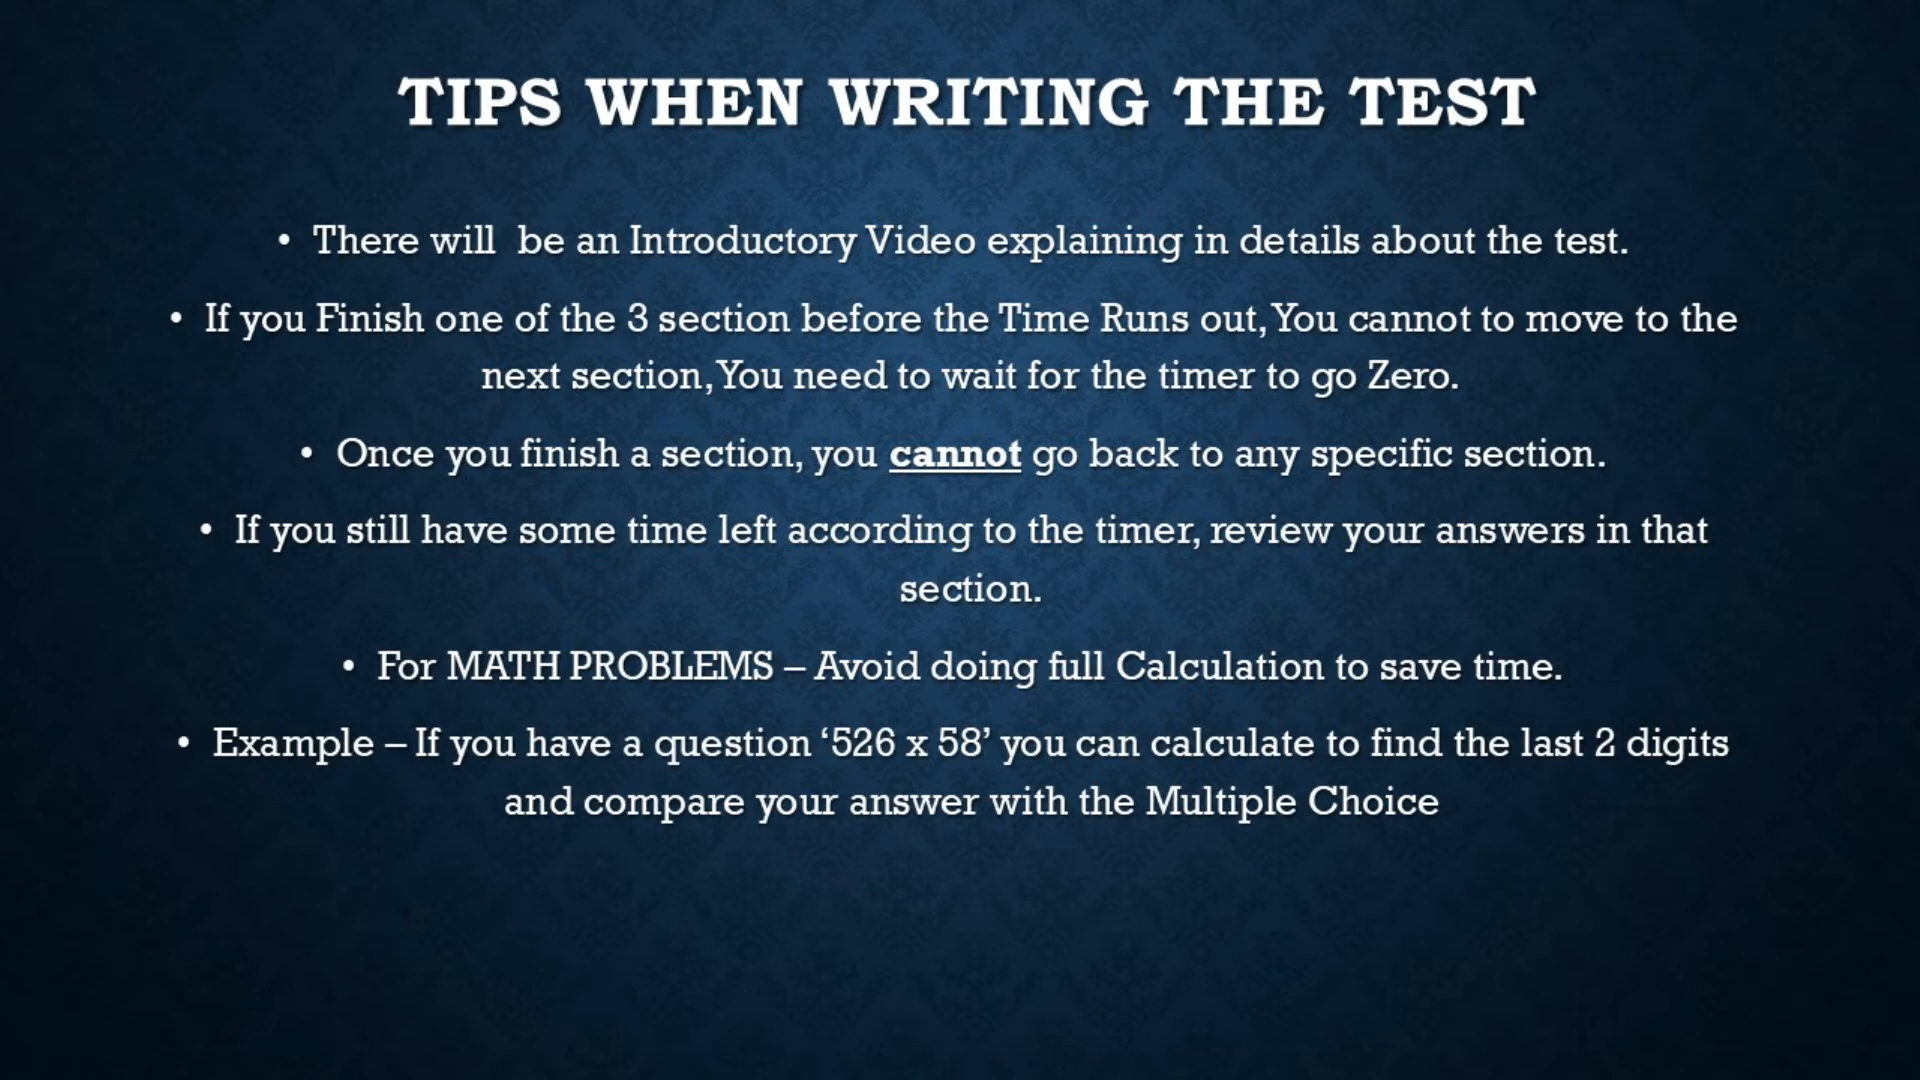 TIPS WHEN WRITING THE TEST
• There will  be an Introductory Video explaining in details about the test.
• If you Finish one of the 3 section before the Time Runs out, You cannot to move to the
next section, You need to wait for the timer to go Zero.
• Once you finish a section, you cannot go back to any specific section.
• If you still have some time left according to the timer, review your answers in that
section.
• For MATH PROBLEMS – Avoid doing full Calculation to save time.
• Example – If you have a question ‘526 x 58’ you can calculate to find the last 2 digits
and compare your answer with the Multiple Choice